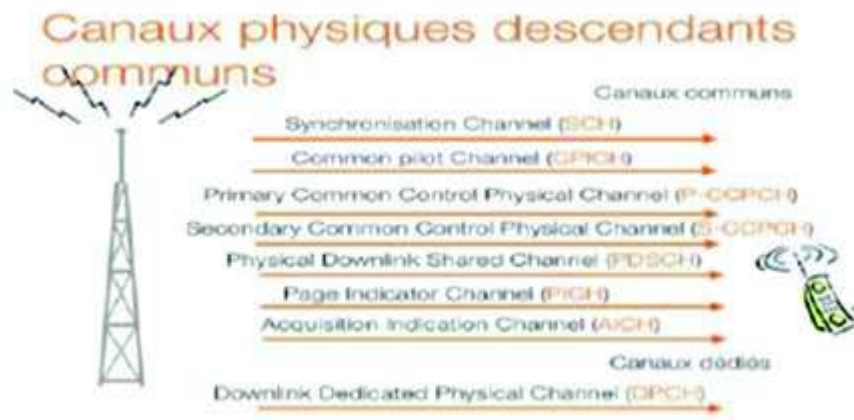 Canaux physiques descendants
communs
Canaux communs
Synchronisation Channel (SCH)
Common pilot Channel (CPICH)
Primary Common Control Physical Channel (P-CCPCH)
Secondary Common Control Physical Channel (S-CCPCH)
Physical Downlink Shared Channel (PDSCH)
Page Indicator Channel (PICH)
Acquisition Indication Channel (AICH)
Canaux dédiés
Downlink Dedicated Physical Channel (DPCH)